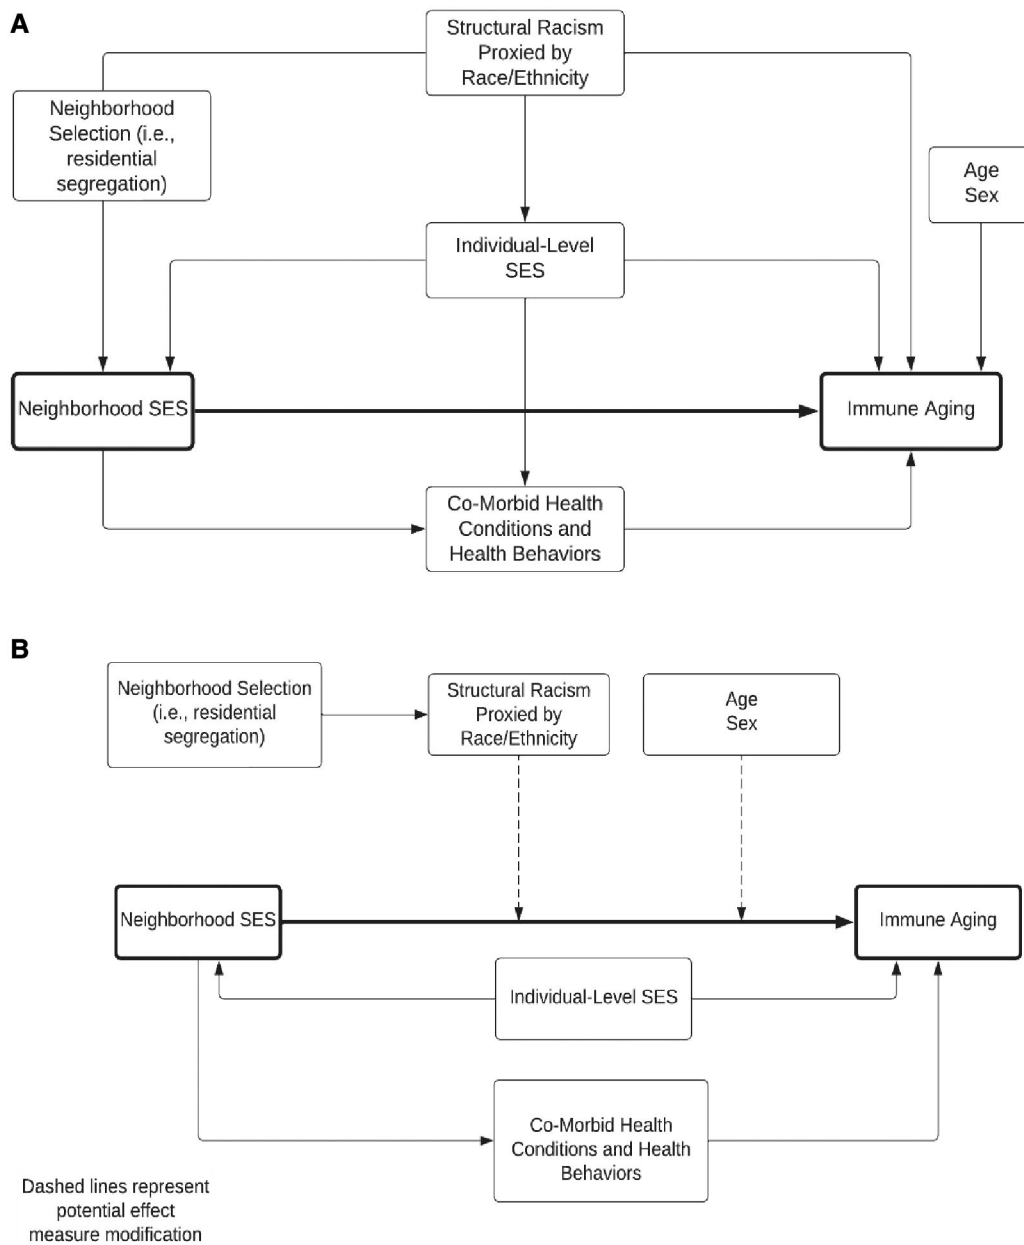 A
Structural Racism
Proxied by
Race/Ethnicity
Neighborhood
Selection (i.e.,
residential
segregation)
Age
Sex
Individual-Level
SES
Neighborhood SES
Immune Aging
Co-Morbid Health
Conditions and
Health Behaviors
B
Neighborhood Selection
(i.e., residential
segregation)
Structural Racism
Proxied by
Race/Ethnicity
Age
Sex
Neighborhood SES
Immune Aging
Individual-Level SES
Co-Morbid Health
Conditions and Health
Behaviors
Dashed lines represent
potential effect
measure modification